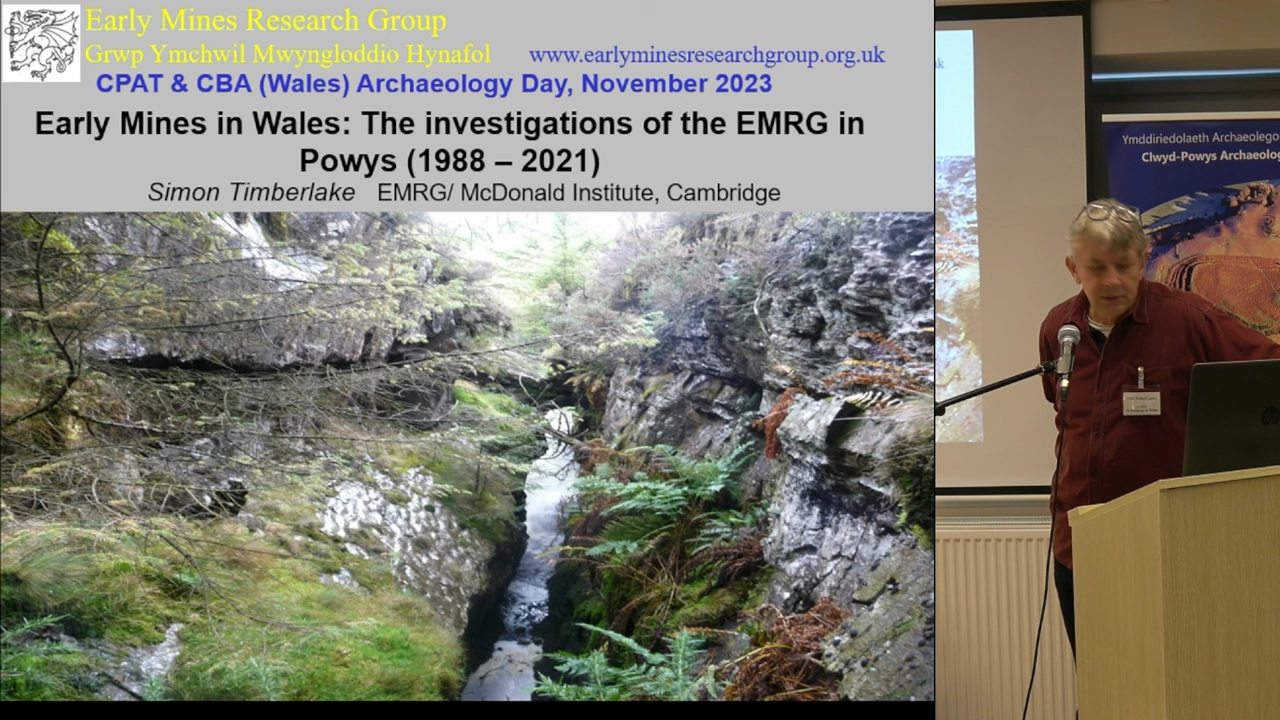 Early Mines Research Group
Grwp Ymchwil Mwyngloddio Hynafol www.earlyminesresearchgroup.org.uk
CPAT & CBA (Wales) Archaeology Day, November 2023
Early Mines in Wales: The investigations of the EMRG in
Powys (1988 – 2021)
Simon Timberlake EMRG/ McDonald Institute, Cambridge
Ymddiriedolaeth Archaeolego
Clwyd-Powys Archaeolog